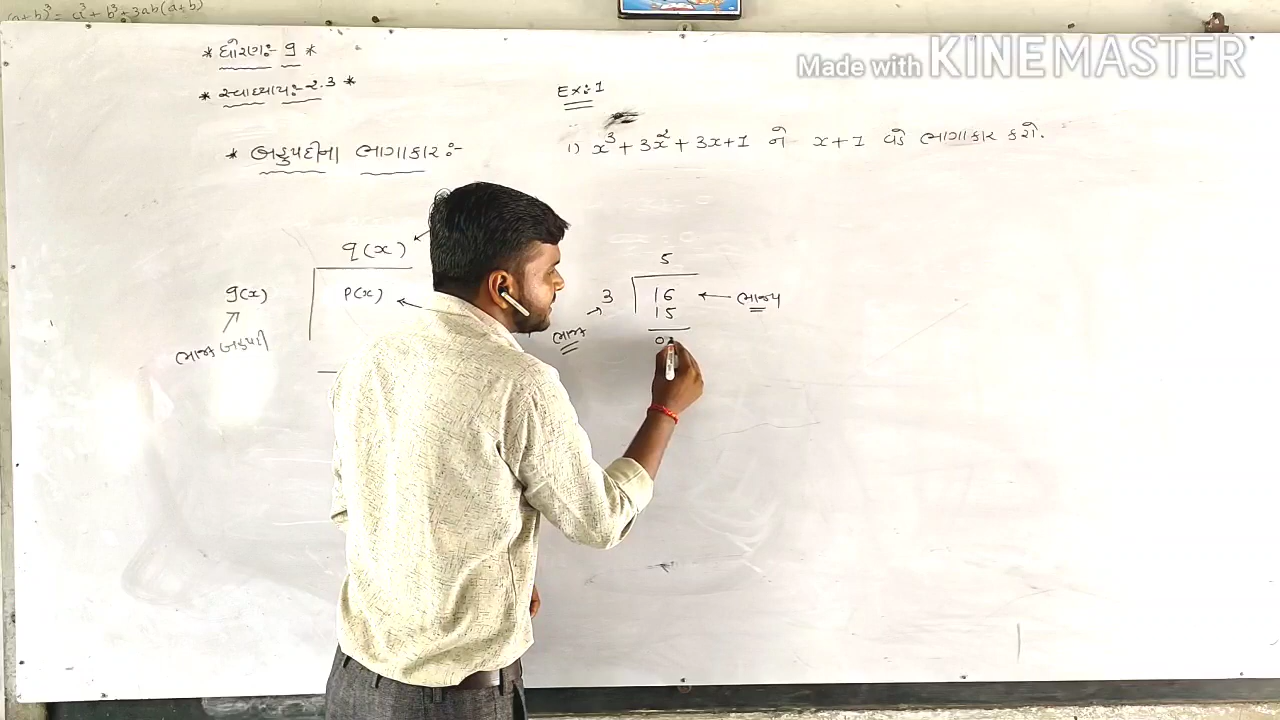 (a+b)³ = a³ + b³ + 3ab(a+b)
Made with KINEMASTER
* ધોરણ:- 9 *
* સ્વાધ્યાય:- 2.3 *
* બહુપદીના ભાગાકાર:-
Ex:-1
1) x³ + 3x² + 3x + 1 ને x + 1 વડે ભાગાકાર કરો.
q(x)
g(x) p(x)
ભાજક બહુપદી
5
3 16 ભાજ્ય
15
ભાજક
0